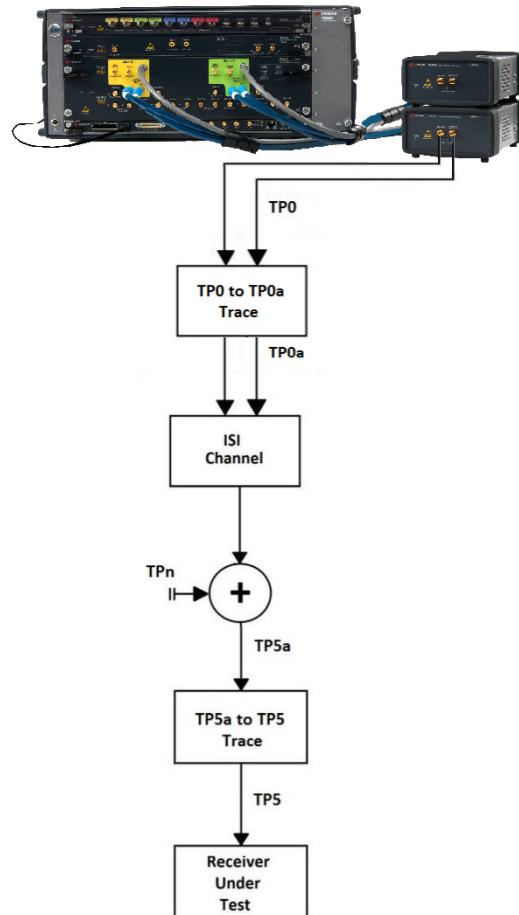 TP0
TP0 to TP0a
Trace
TP0a
ISI
Channel
TPn
+
TP5a
TP5a to TP5
Trace
TP5
Receiver
Under
Test